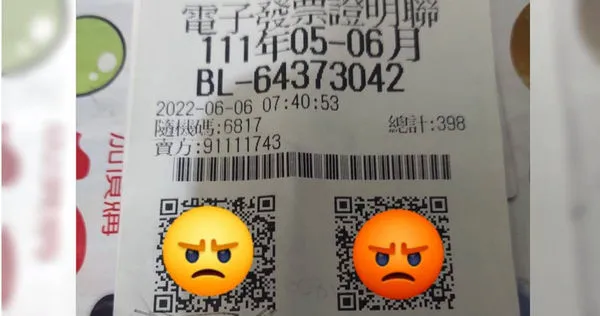 電子發票證明聯
111年05-06月
BL-64373042
2022-06-06 07:40:53
隨機碼:6817 總計:398
賣方:91111743